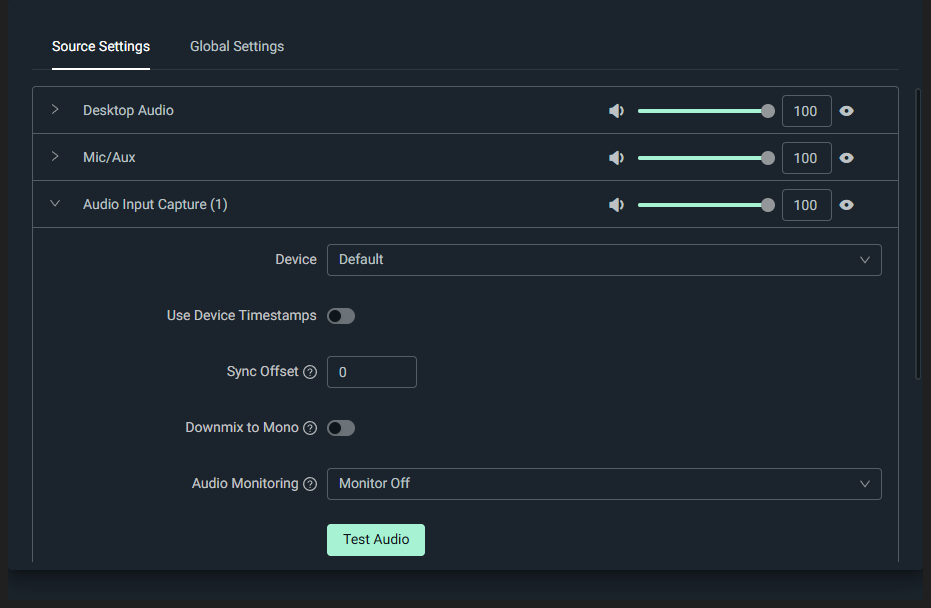 Source Settings Global Settings
Desktop Audio 100
Mic/Aux 100
Audio Input Capture (1) 100
Device Default
Use Device Timestamps
Sync Offset ? 0
Downmix to Mono ?
Audio Monitoring ? Monitor Off
Test Audio